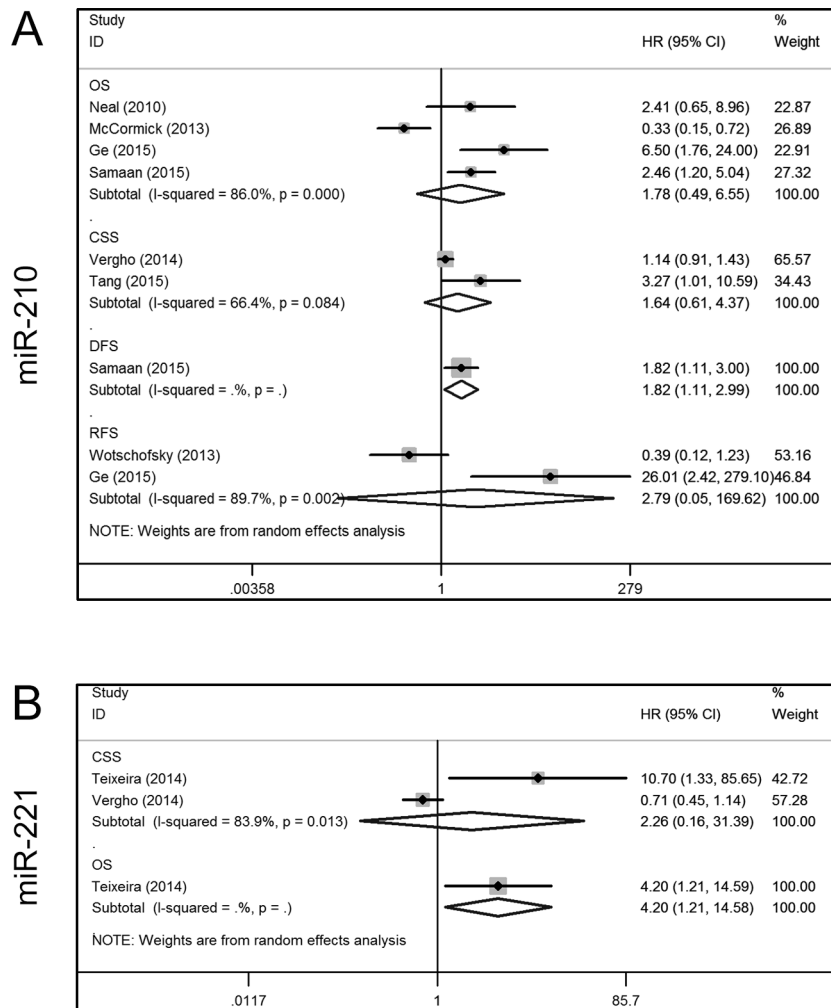 A
miR-210
Study %
ID HR (95% CI) Weight
OS
Neal (2010) 2.41 (0.65, 8.96) 22.87
McCormick (2013) 0.33 (0.15, 0.72) 26.89
Ge (2015) 6.50 (1.76, 24.00) 22.91
Samaan (2015) 2.46 (1.20, 5.04) 27.32
Subtotal (I-squared = 86.0%, p = 0.000) 1.78 (0.49, 6.55) 100.00
.
CSS
Vergho (2014) 1.14 (0.91, 1.43) 65.57
Tang (2015) 3.27 (1.01, 10.59) 34.43
Subtotal (I-squared = 66.4%, p = 0.084) 1.64 (0.61, 4.37) 100.00
.
DFS
Samaan (2015) 1.82 (1.11, 3.00) 100.00
Subtotal (I-squared = .%, p = .) 1.82 (1.11, 2.99) 100.00
.
RFS
Wotschofsky (2013) 0.39 (0.12, 1.23) 53.16
Ge (2015) 26.01 (2.42, 279.10) 46.84
Subtotal (I-squared = 89.7%, p = 0.002) 2.79 (0.05, 169.62) 100.00
NOTE: Weights are from random effects analysis
.00358 1 279
B
miR-221
Study %
ID HR (95% CI) Weight
CSS
Teixeira (2014) 10.70 (1.33, 85.65) 42.72
Vergho (2014) 0.71 (0.45, 1.14) 57.28
Subtotal (I-squared = 83.9%, p = 0.013) 2.26 (0.16, 31.39) 100.00
.
OS
Teixeira (2014) 4.20 (1.21, 14.59) 100.00
Subtotal (I-squared = .%, p = .) 4.20 (1.21, 14.58) 100.00
.
NOTE: Weights are from random effects analysis
.0117 1 85.7